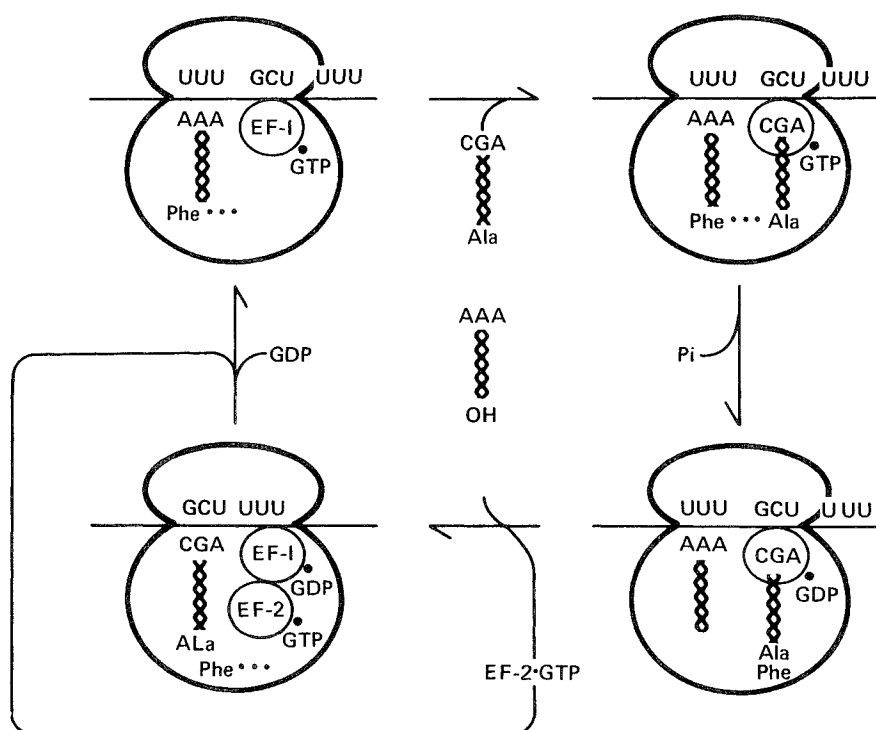 UUU GCU UUU
AAA EF-1
GTP
Phe ···
CGA
Ala
UUU GCU UUU
AAA CGA
GTP
Phe ··· Ala
GDP
AAA
OH
Pi
GCU UUU
CGA EF-1
GDP
EF-2
GTP
ALa
Phe ···
EF-2·GTP
UUU GCU UUU
AAA CGA
GDP
Ala
Phe